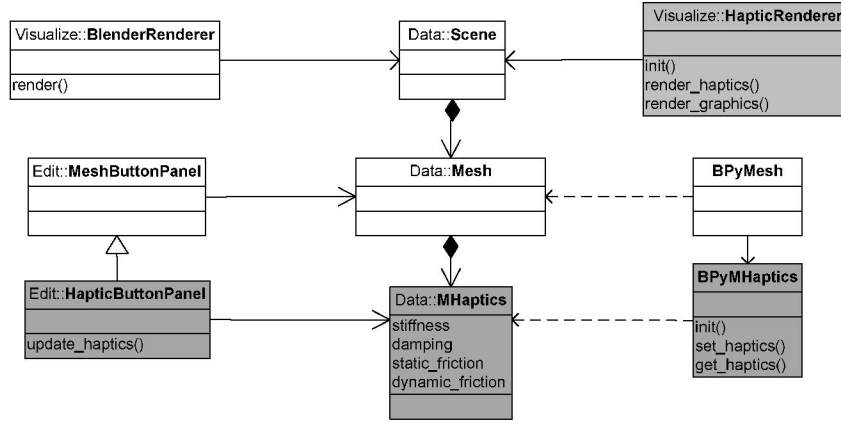 Visualize::BlenderRenderer
render()
Data::Scene
Visualize::HapticRenderer
init()
render_haptics()
render_graphics()
Edit::MeshButtonPanel
Data::Mesh
BPyMesh
Edit::HapticButtonPanel
update_haptics()
Data::MHaptics
stiffness
damping
static_friction
dynamic_friction
BPyMHaptics
init()
set_haptics()
get_haptics()